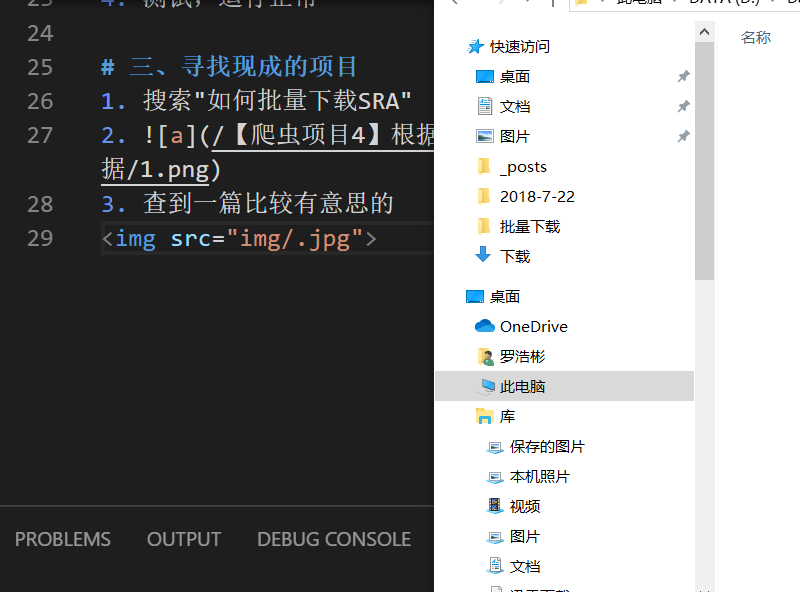 23
4. 测试，运行正常
24
25 # 三、寻找现成的项目
26 1. 搜索"如何批量下载SRA"
27 2. ![a](/【爬虫项目4】根据
据/1.png)
28 3. 查到一篇比较有意思的
29 <img src="img/.jpg">
PROBLEMS OUTPUT DEBUG CONSOLE
此电脑 DATA (D:)
名称
快速访问
桌面
文档
图片
_posts
2018-7-22
批量下载
下载
桌面
OneDrive
罗浩彬
此电脑
库
保存的图片
本机照片
视频
图片
文档
迅雷下载